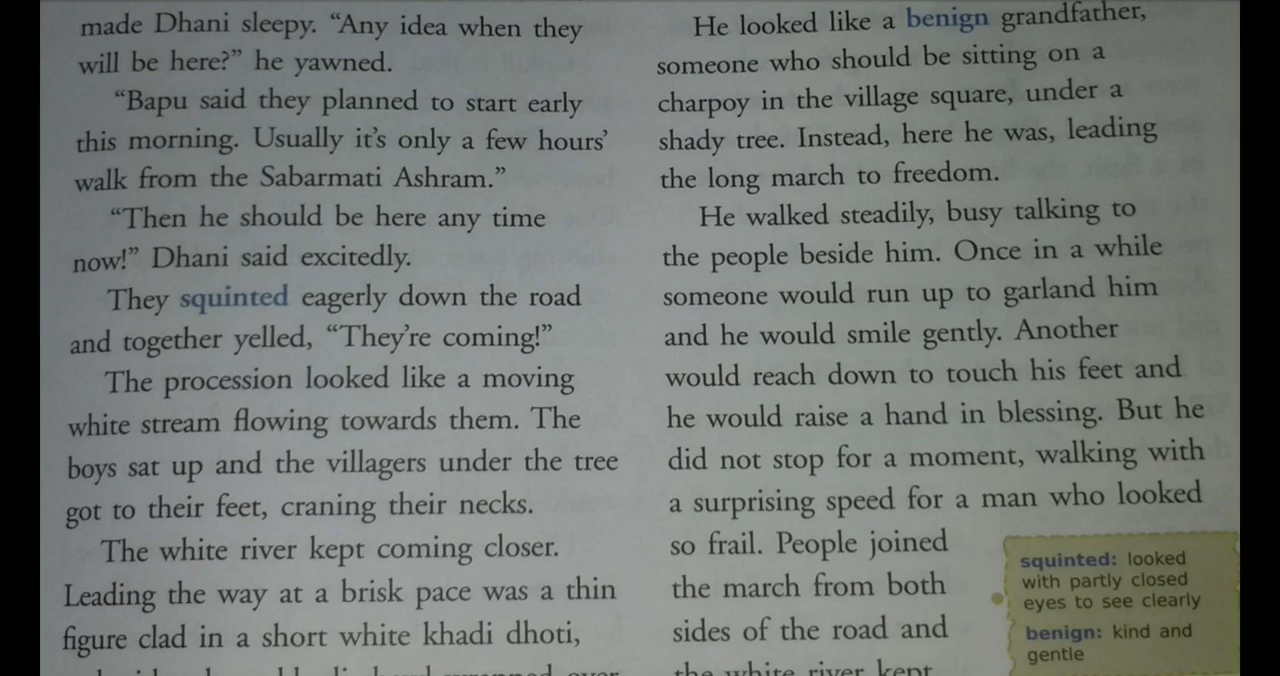 made Dhani sleepy. “Any idea when they
will be here?” he yawned.
“Bapu said they planned to start early
this morning. Usually it’s only a few hours’
walk from the Sabarmati Ashram.”
“Then he should be here any time
now!” Dhani said excitedly.
They squinted eagerly down the road
and together yelled, “They’re coming!”
The procession looked like a moving
white stream flowing towards them. The
boys sat up and the villagers under the tree
got to their feet, craning their necks.
The white river kept coming closer.
Leading the way at a brisk pace was a thin
figure clad in a short white khadi dhoti,
He looked like a benign grandfather,
someone who should be sitting on a
charpoy in the village square, under a
shady tree. Instead, here he was, leading
the long march to freedom.
He walked steadily, busy talking to
the people beside him. Once in a while
someone would run up to garland him
and he would smile gently. Another
would reach down to touch his feet and
he would raise a hand in blessing. But he
did not stop for a moment, walking with
a surprising speed for a man who looked
so frail. People joined
the march from both
sides of the road and
the white river kept
squinted: looked
with partly closed
eyes to see clearly
benign: kind and
gentle